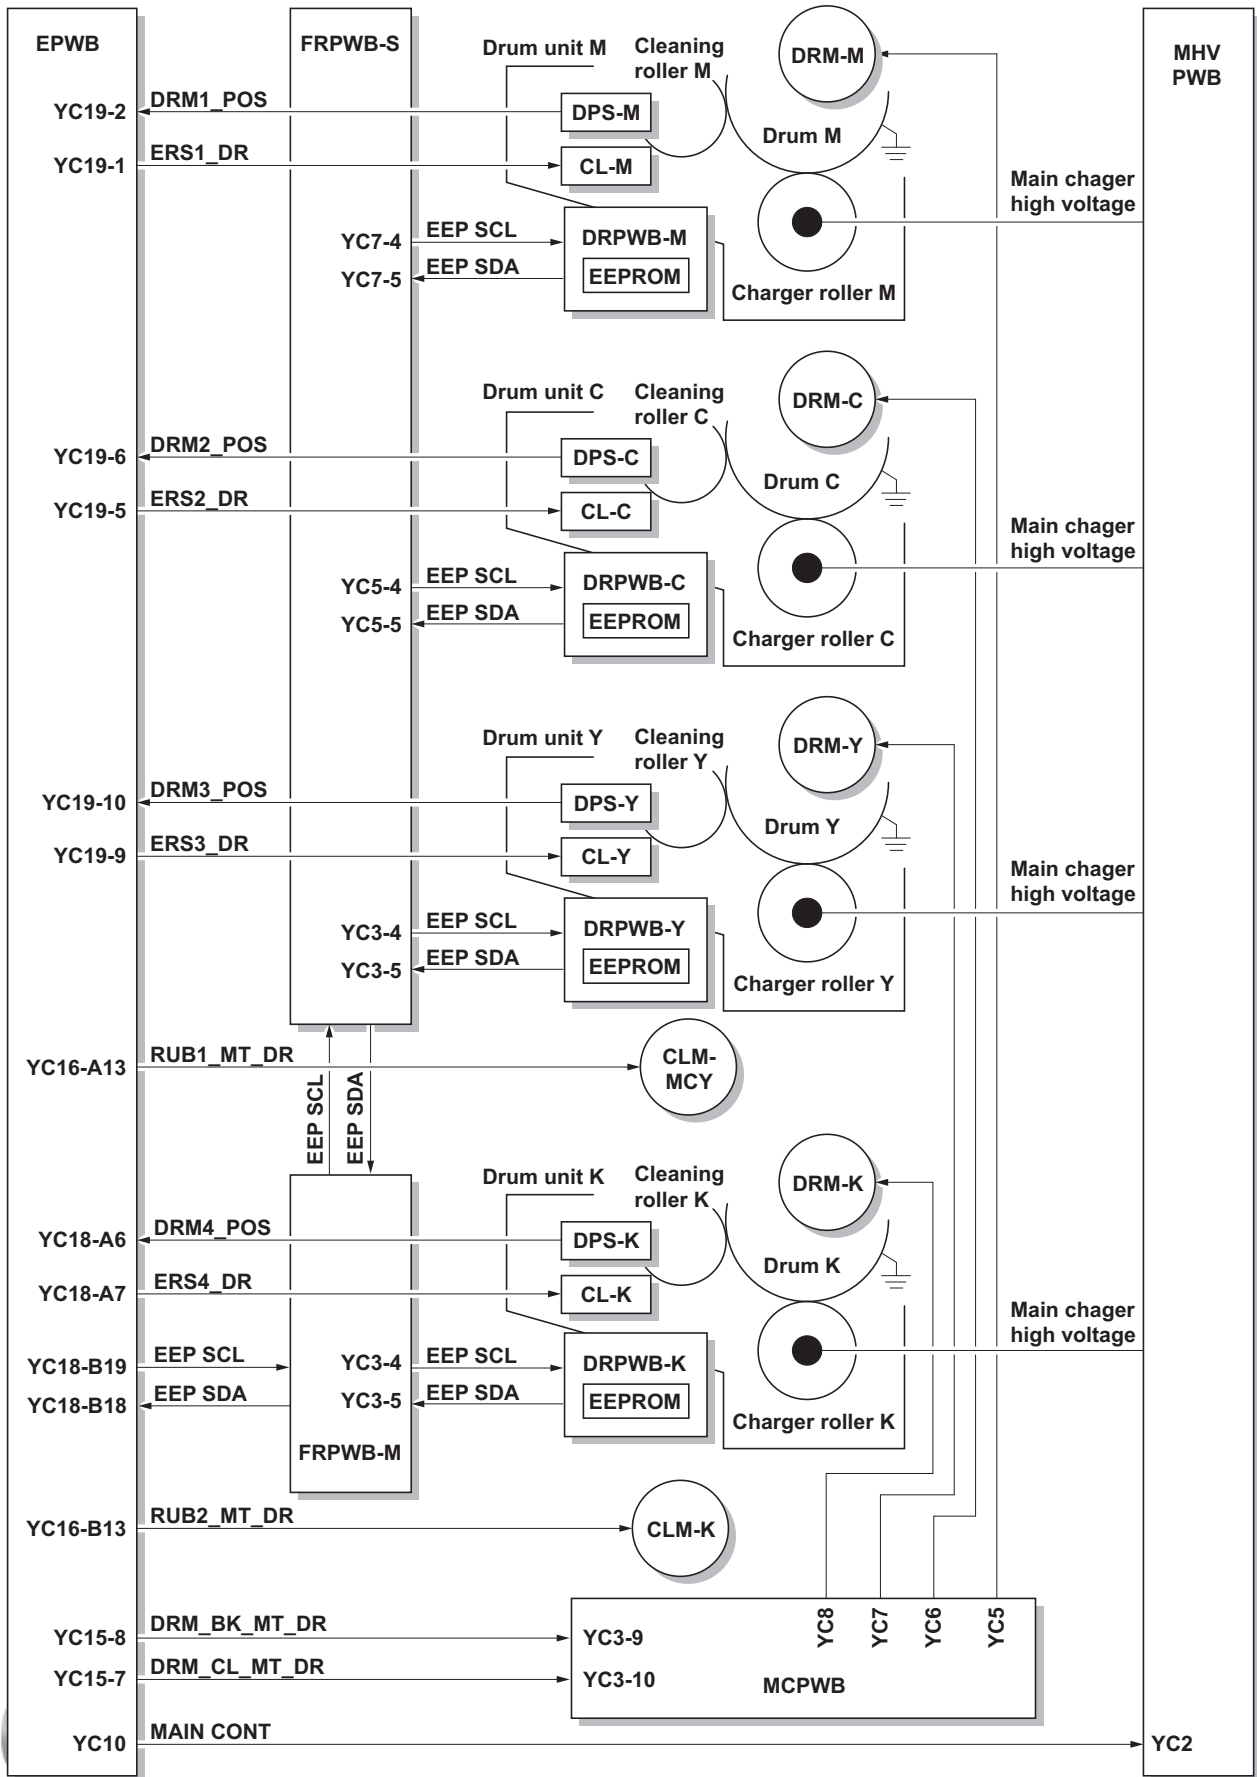 EPWB
FRPWB-S
MHV
PWB
Drum unit M
Cleaning
roller M
DRM-M
YC19-2
DRM1_POS
DPS-M
Drum M
YC19-1
ERS1_DR
CL-M
Main chager
high voltage
YC7-4
EEP SCL
DRPWB-M
YC7-5
EEP SDA
EEPROM
Charger roller M
Drum unit C
Cleaning
roller C
DRM-C
YC19-6
DRM2_POS
DPS-C
Drum C
YC19-5
ERS2_DR
CL-C
Main chager
high voltage
YC5-4
EEP SCL
DRPWB-C
YC5-5
EEP SDA
EEPROM
Charger roller C
Drum unit Y
Cleaning
roller Y
DRM-Y
YC19-10
DRM3_POS
DPS-Y
Drum Y
YC19-9
ERS3_DR
CL-Y
Main chager
high voltage
YC3-4
EEP SCL
DRPWB-Y
YC3-5
EEP SDA
EEPROM
Charger roller Y
YC16-A13
RUB1_MT_DR
CLM-
MCY
EEP SCL
EEP SDA
Drum unit K
Cleaning
roller K
DRM-K
YC18-A6
DRM4_POS
DPS-K
Drum K
YC18-A7
ERS4_DR
CL-K
Main chager
high voltage
YC18-B19
EEP SCL
YC3-4
EEP SCL
DRPWB-K
YC18-B18
EEP SDA
YC3-5
EEP SDA
EEPROM
Charger roller K
FRPWB-M
YC16-B13
RUB2_MT_DR
CLM-K
YC8
YC7
YC6
YC5
YC15-8
DRM_BK_MT_DR
YC3-9
YC15-7
DRM_CL_MT_DR
YC3-10
MCPWB
YC10
MAIN CONT
YC2